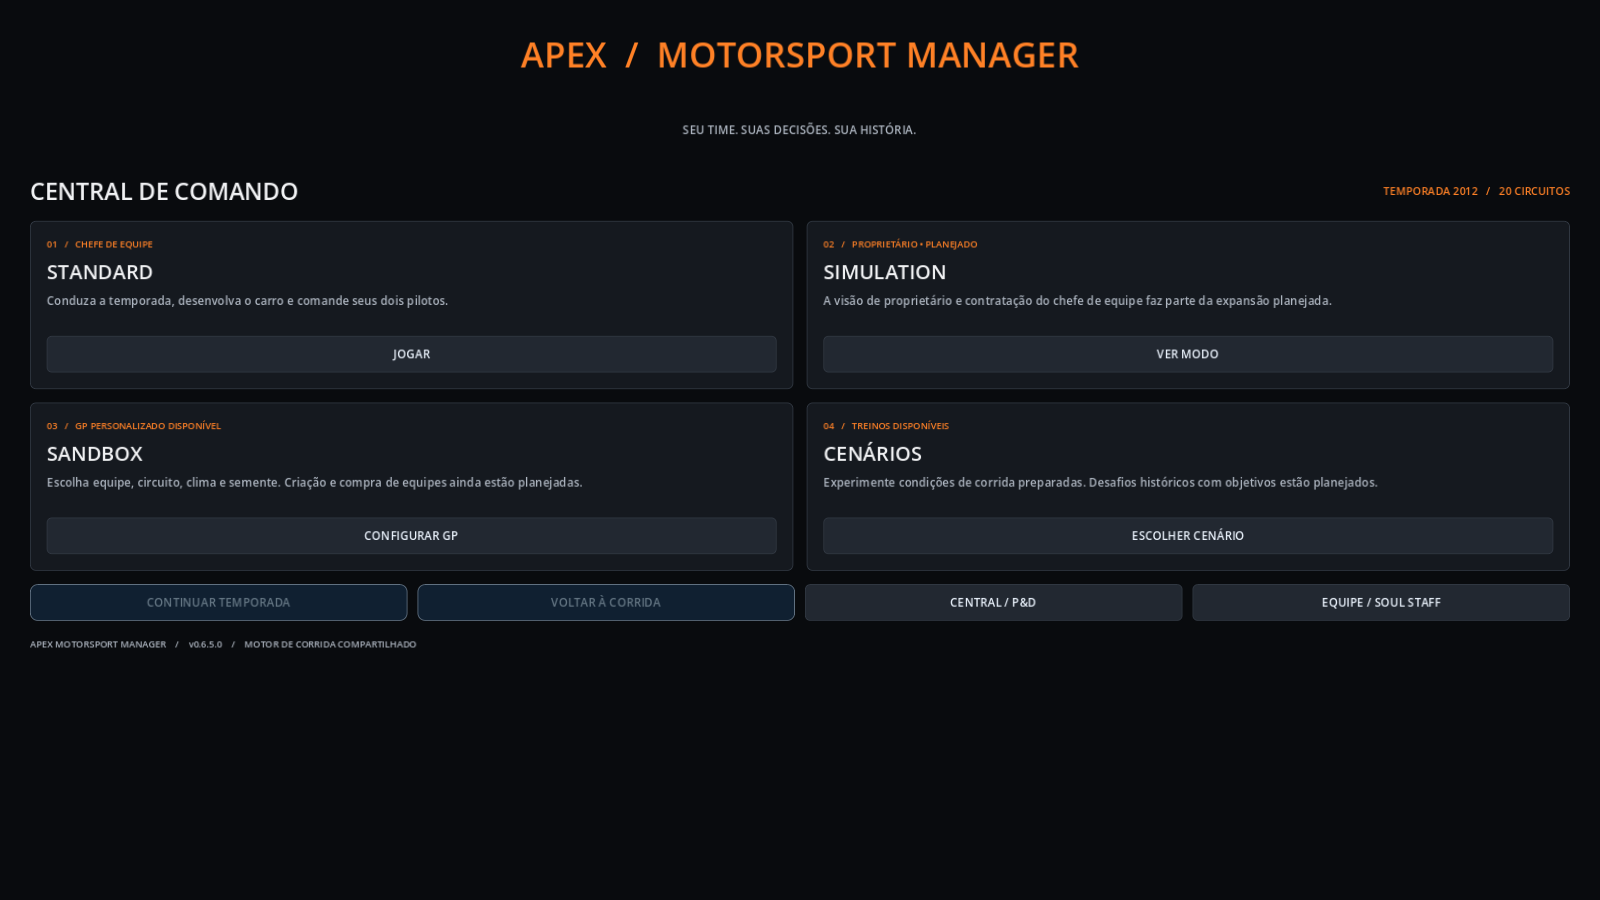 APEX / MOTORSPORT MANAGER
SEU TIME. SUAS DECISÕES. SUA HISTÓRIA.
CENTRAL DE COMANDO
TEMPORADA 2012 / 20 CIRCUITOS
01 / CHEFE DE EQUIPE
STANDARD
Conduza a temporada, desenvolva o carro e comande seus dois pilotos.
JOGAR
02 / PROPRIETÁRIO • PLANEJADO
SIMULATION
A visão de proprietário e contratação do chefe de equipe faz parte da expansão planejada.
VER MODO
03 / GP PERSONALIZADO DISPONÍVEL
SANDBOX
Escolha equipe, circuito, clima e semente. Criação e compra de equipes ainda estão planejadas.
CONFIGURAR GP
04 / TREINOS DISPONÍVEIS
CENÁRIOS
Experimente condições de corrida preparadas. Desafios históricos com objetivos estão planejados.
ESCOLHER CENÁRIO
CONTINUAR TEMPORADA
VOLTAR À CORRIDA
CENTRAL / P&D
EQUIPE / SOUL STAFF
APEX MOTORSPORT MANAGER / v0.6.5.0 / MOTOR DE CORRIDA COMPARTILHADO